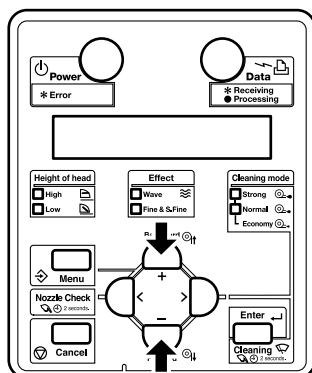 Power
Data
* Error
* Receiving
● Processing
Height of head
High
Low
Effect
Wave
Fine & S.Fine
Cleaning mode
Strong
Normal
Economy
Menu
+
< >
−
Nozzle Check
2 seconds.
Cancel
Enter
Cleaning
2 seconds.